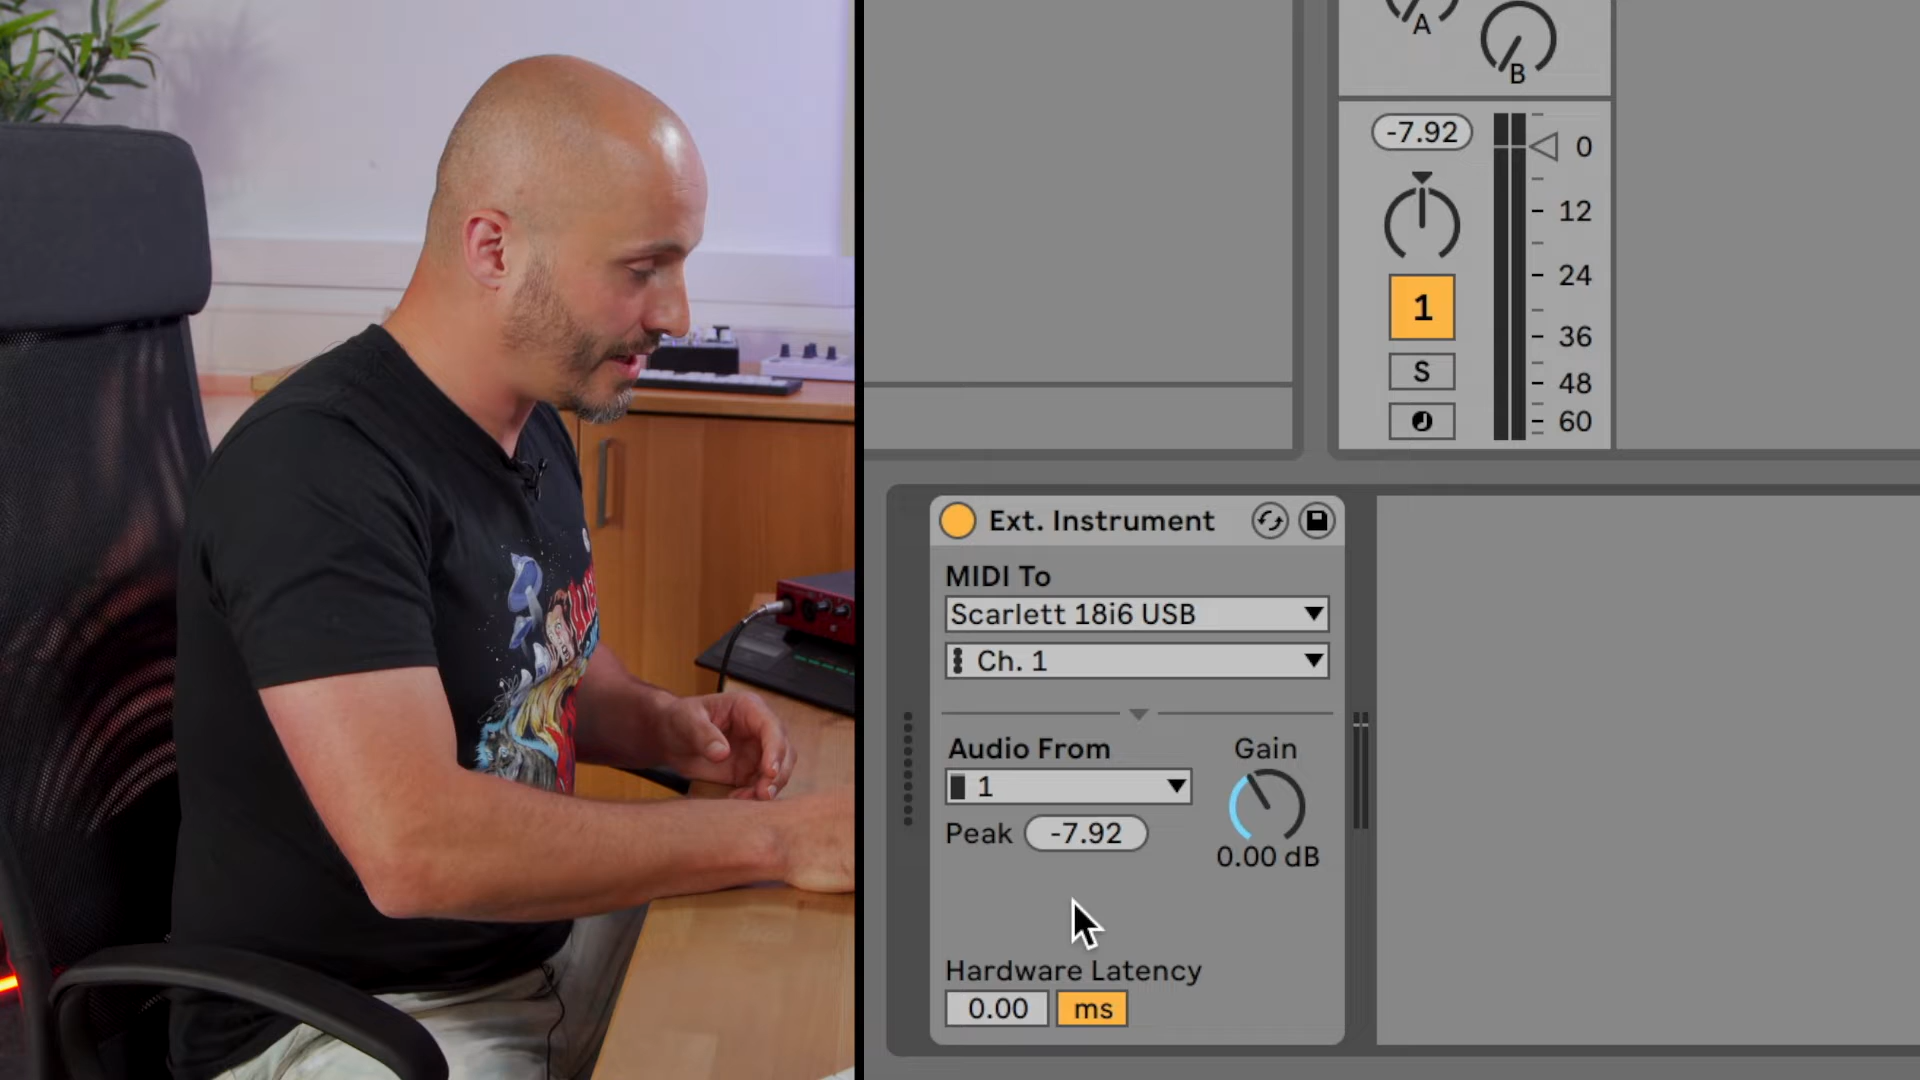 A
B
-7.92
0
12
1
24
36
S
48
60
Ext. Instrument
MIDI To
Scarlett 18i6 USB
Ch. 1
Audio From
Gain
1
Peak -7.92
0.00 dB
Hardware Latency
0.00 ms